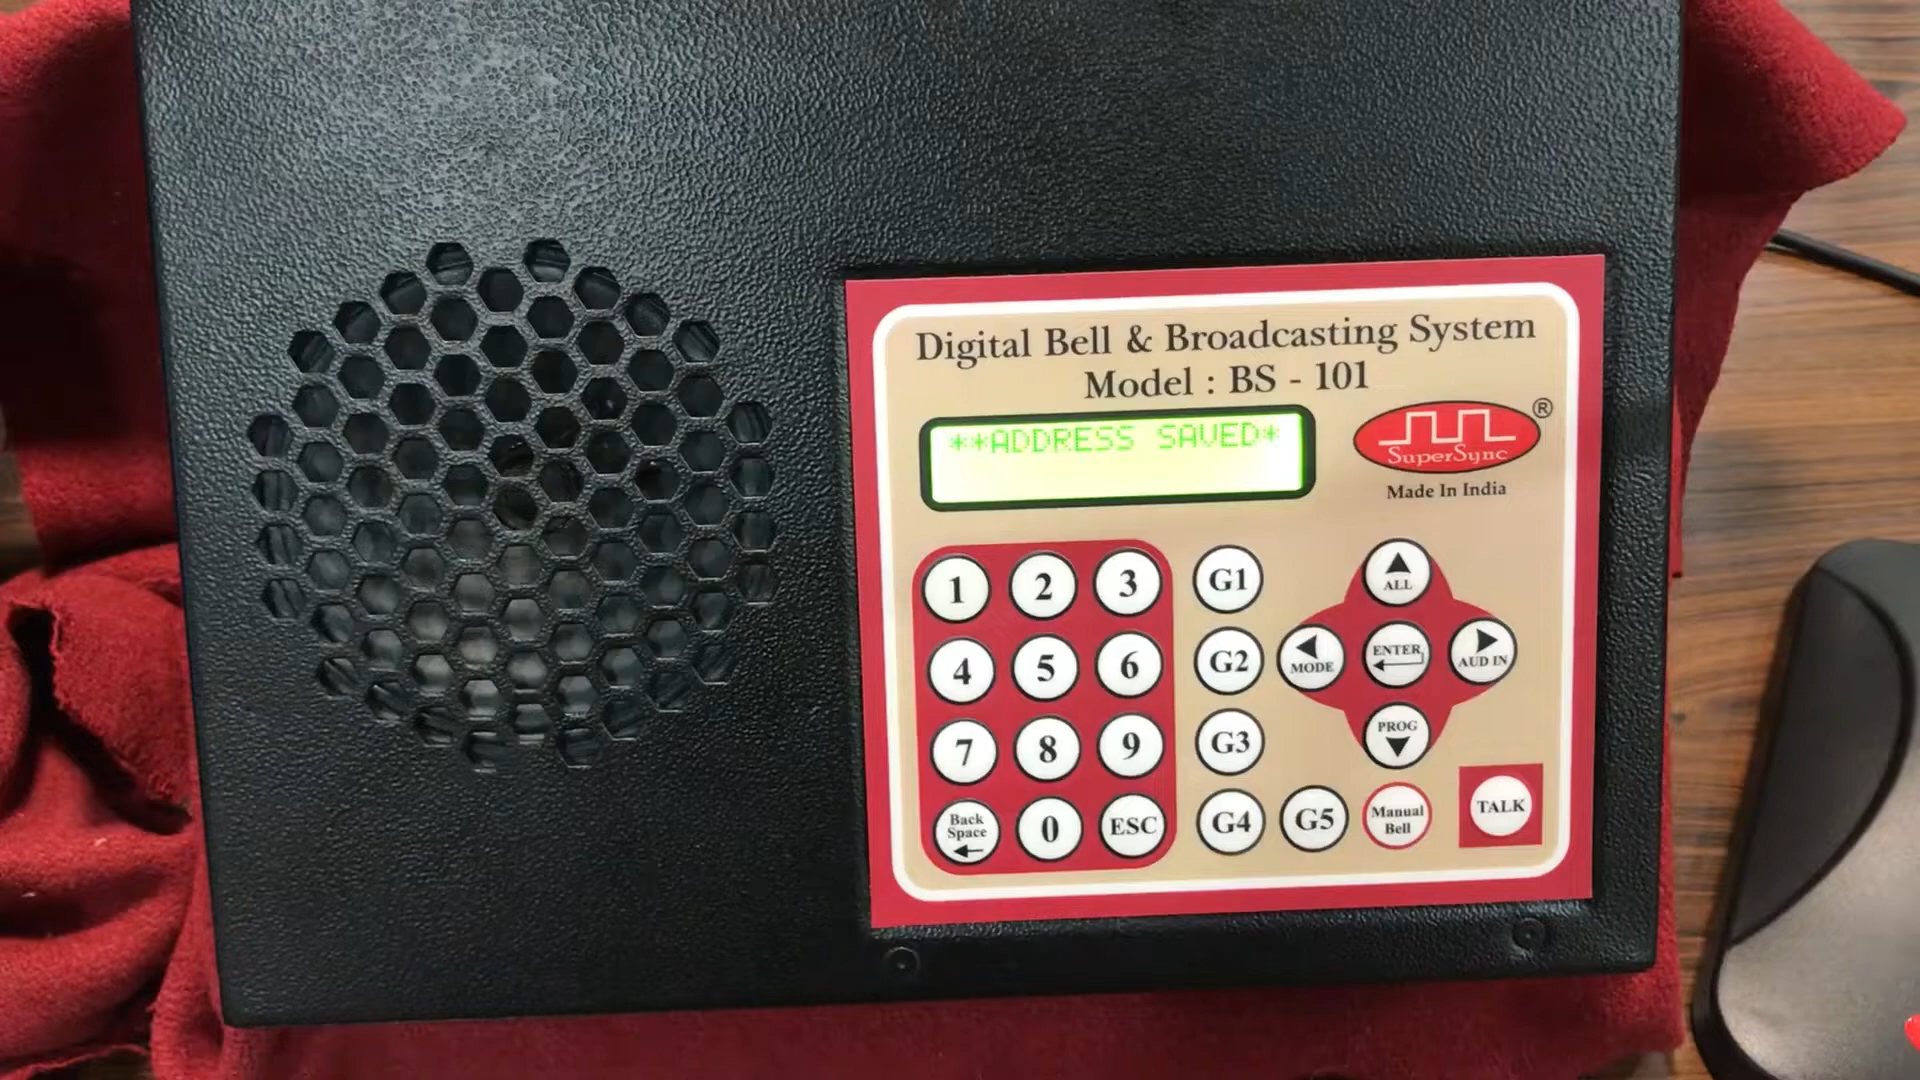 Digital Bell & Broadcasting System
Model : BS - 101
**ADDRESS SAVED*
®
SuperSync
Made In India
1 2 3 G1
ALL
4 5 6 G2
MODE ENTER AUD IN
7 8 9 G3
PROG
Back Space 0 ESC G4 G5 Manual Bell TALK